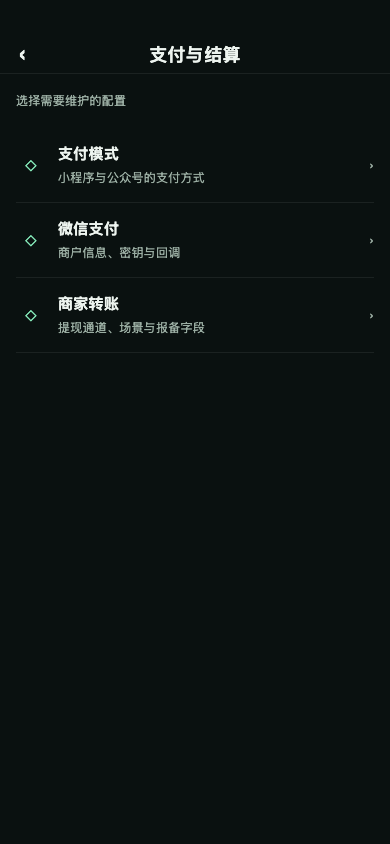 支付与结算
选择需要维护的配置
支付模式
小程序与公众号的支付方式
微信支付
商户信息、密钥与回调
商家转账
提现通道、场景与报备字段